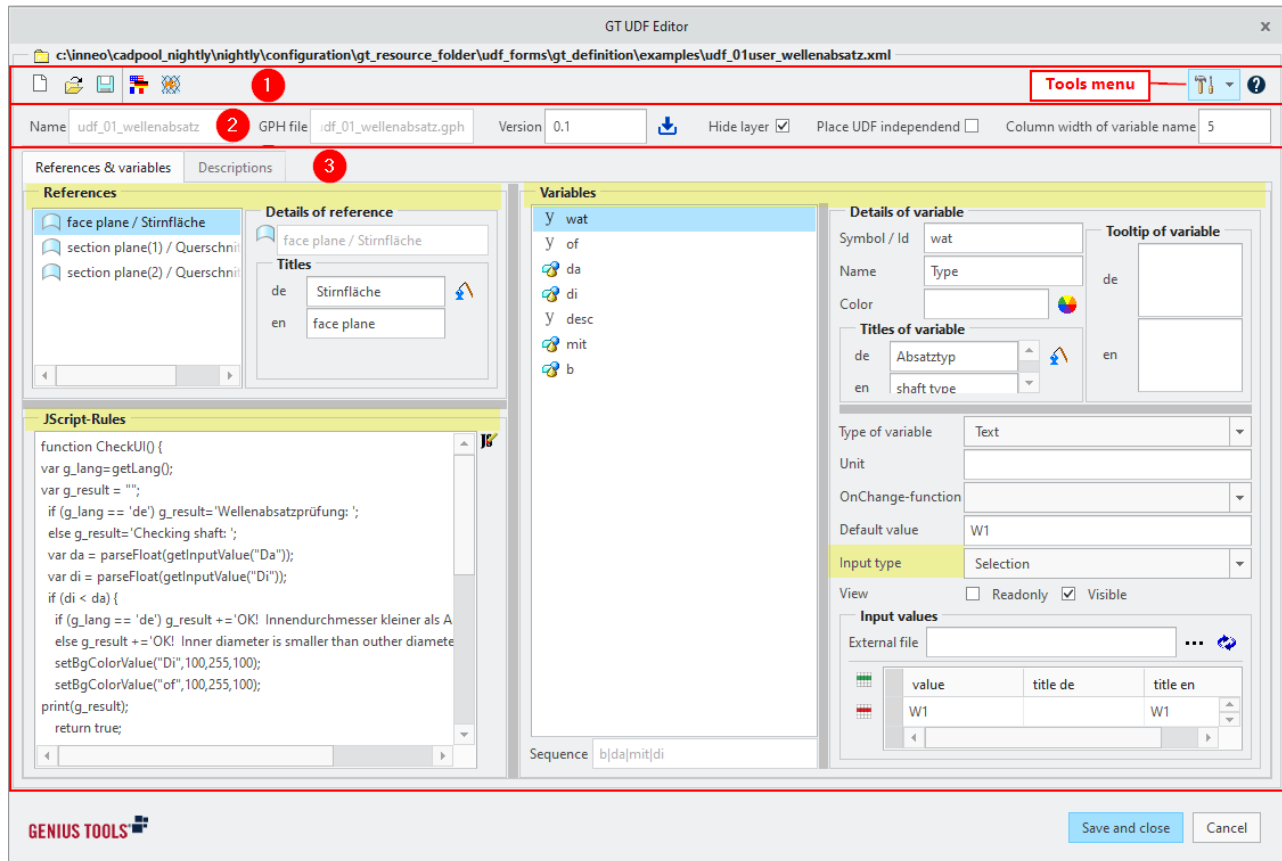 GT UDF Editor
c:\inneo\cadpool_nightly\nightly\configuration\gt_resource_folder\udf_forms\gt_definition\examples\udf_01user_wellenabsatz.xml
1
Tools menu
Name udf_01_wellenabsatz 2 GPH file df_01_wellenabsatz.gph Version 0.1 Hide layer Place UDF independend Column width of variable name 5
References & variables Descriptions 3
References
face plane / Stirnfläche
section plane(1) / Querschnit
section plane(2) / Querschnit
Details of reference
face plane / Stirnfläche
Titles
de Stirnfläche
en face plane
JScript-Rules
function CheckUI() {
var g_lang=getLang();
var g_result = "";
if (g_lang == 'de') g_result='Wellenabsatzprüfung: ';
else g_result='Checking shaft: ';
var da = parseFloat(getInputValue("Da"));
var di = parseFloat(getInputValue("Di"));
if (di < da) {
if (g_lang == 'de') g_result +='OK! Innendurchmesser kleiner als A
else g_result +='OK! Inner diameter is smaller than outher diamete
setBgColorValue("Di",100,255,100);
setBgColorValue("of",100,255,100);
print(g_result);
return true;
Variables
y wat
y of
da
di
y desc
mit
b
Sequence b|da|mit|di
Details of variable
Symbol / Id wat
Name Type
Color
Titles of variable
de Absatztyp
en shaft type
Tooltip of variable
de
en
Type of variable Text
Unit
OnChange-function
Default value W1
Input type Selection
View Readonly Visible
Input values
External file
value title de title en
W1 W1
GENIUS TOOLS
Save and close Cancel